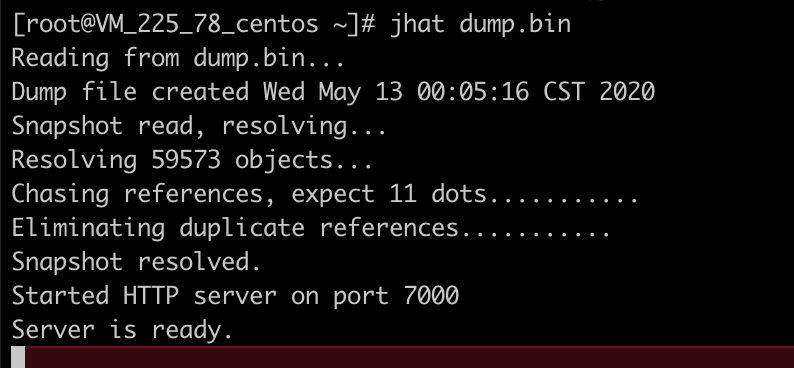 [root@VM_225_78_centos ~]# jhat dump.bin
Reading from dump.bin...
Dump file created Wed May 13 00:05:16 CST 2020
Snapshot read, resolving...
Resolving 59573 objects...
Chasing references, expect 11 dots...........
Eliminating duplicate references...........
Snapshot resolved.
Started HTTP server on port 7000
Server is ready.